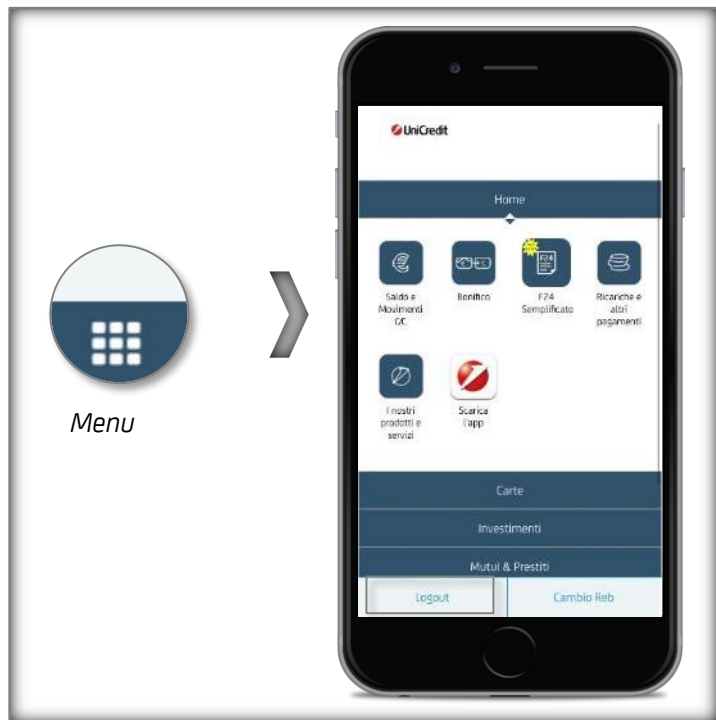 UniCredit
Home
Saldo e
Movimenti
CC
Bonifico
F24
F24
Semplificato
Ricariche e
altri
pagamenti
I nostri
prodotti e
servizi
Scarica
l'app
Menu
Carte
Investimenti
Mutui & Prestiti
Logout
Cambio Reb